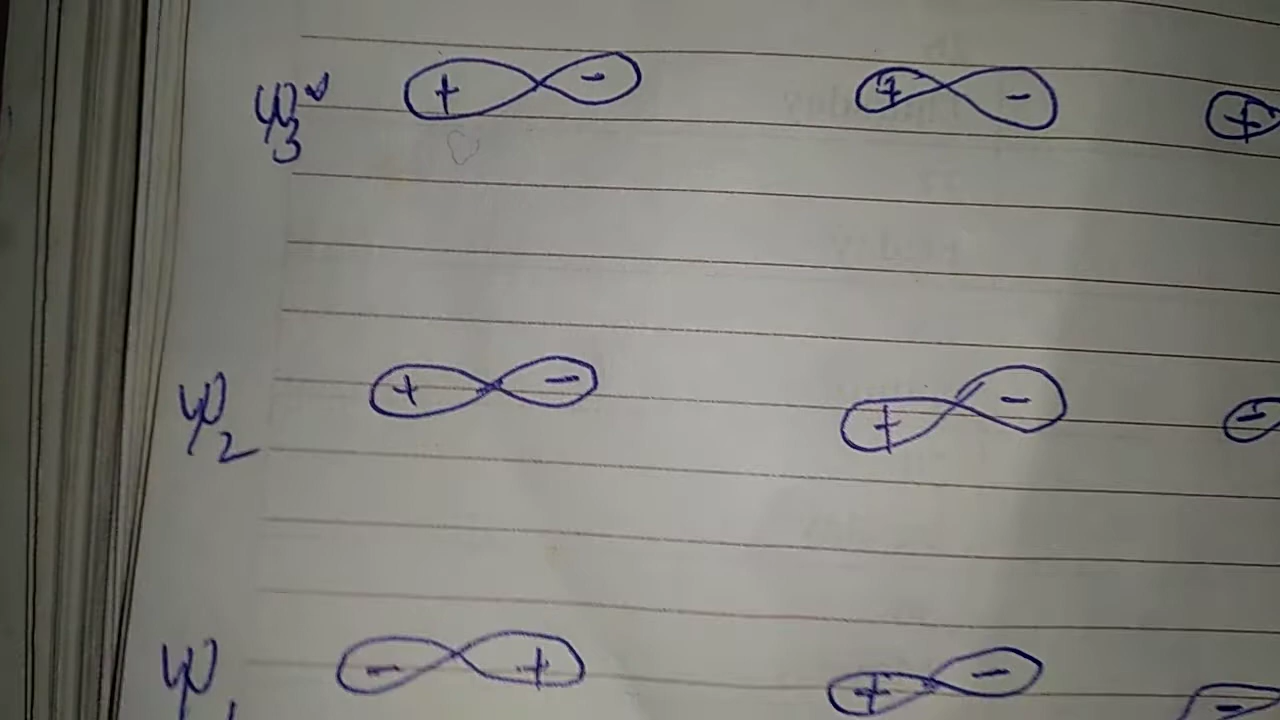 ψ3 + - + - +
ψ2 + - + - -
ψ1 - + + - -